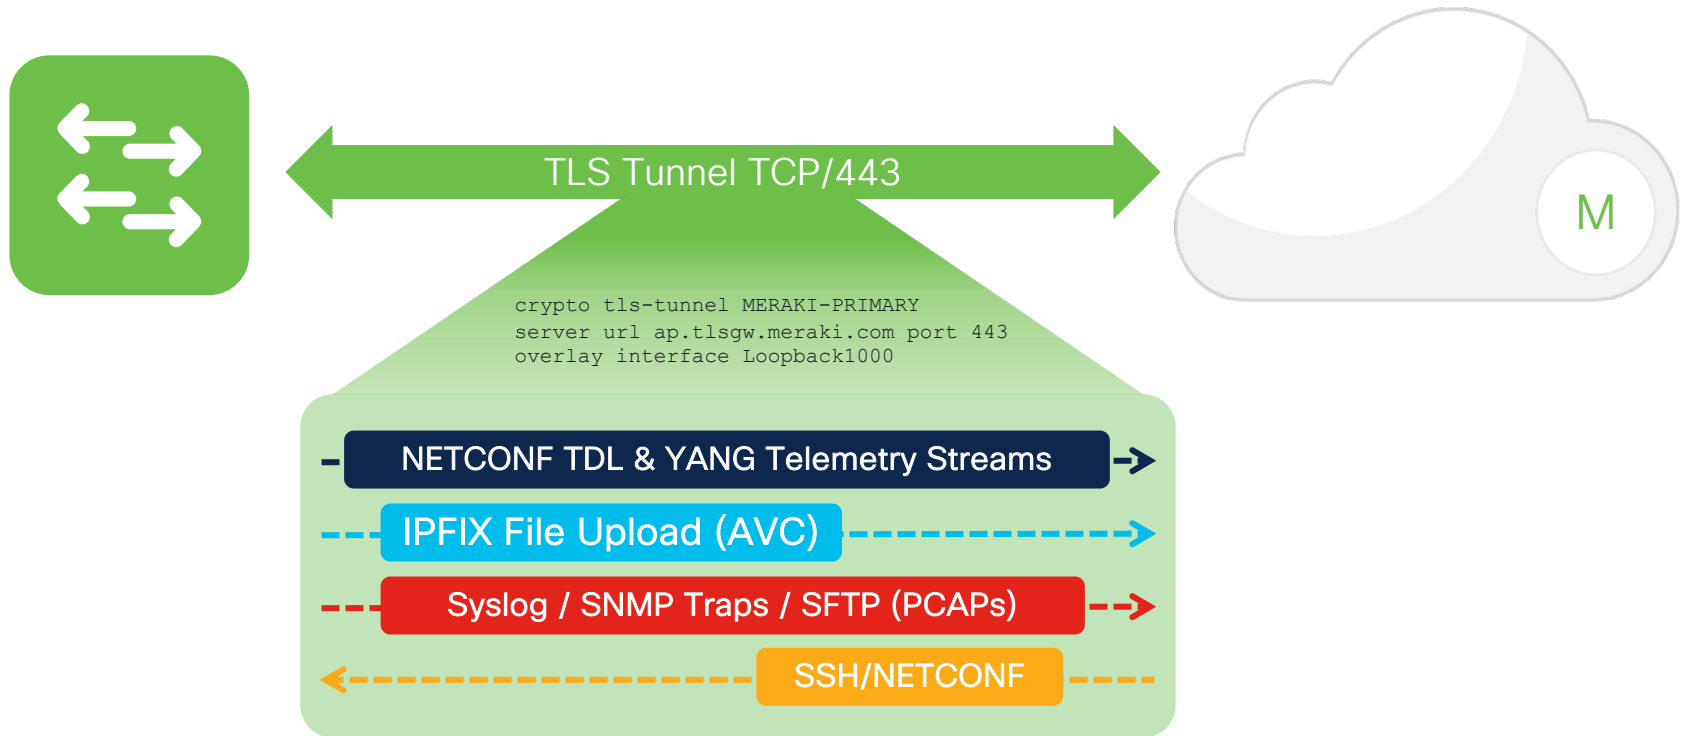 TLS Tunnel TCP/443
M
crypto tls-tunnel MERAKI-PRIMARY
server url ap.tlsgw.meraki.com port 443
overlay interface Loopback1000
NETCONF TDL & YANG Telemetry Streams
IPFIX File Upload (AVC)
Syslog / SNMP Traps / SFTP (PCAPs)
SSH/NETCONF